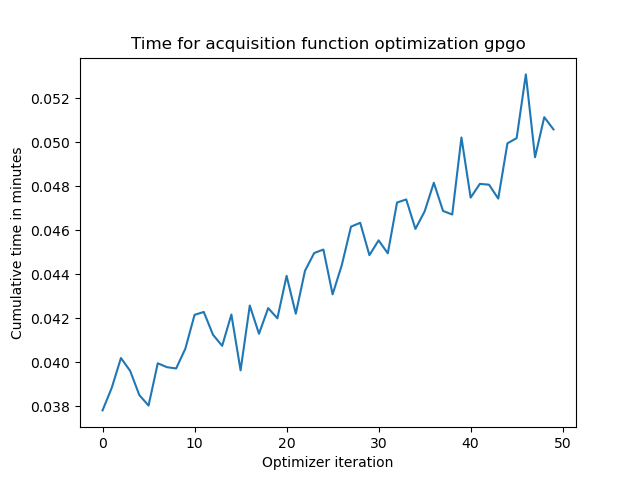 Time for acquisition function optimization gpgo
0.052
0.050
0.048
0.046
0.044
0.042
0.040
0.038
Cumulative time in minutes
0 10 20 30 40 50
Optimizer iteration